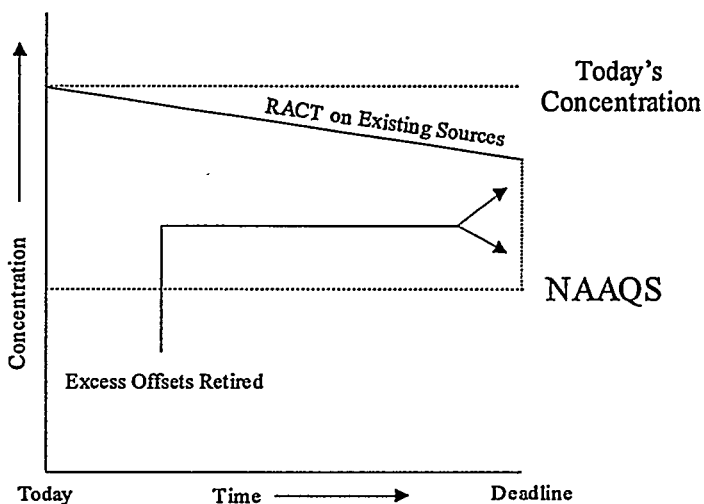 Today's
Concentration
RACT on Existing Sources
Concentration
NAAQS
Excess Offsets Retired
Today
Time
Deadline